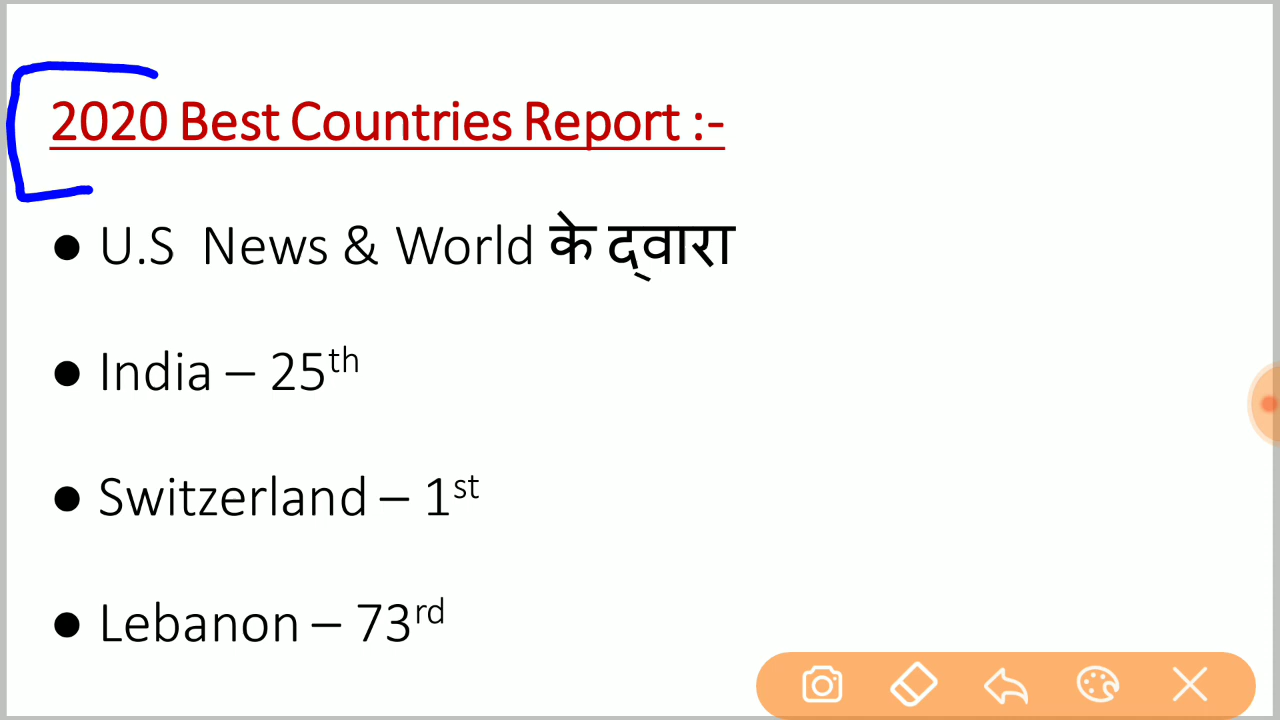 2020 Best Countries Report :-
● U.S News & World के द्वारा
● India – 25th
● Switzerland – 1st
● Lebanon – 73rd